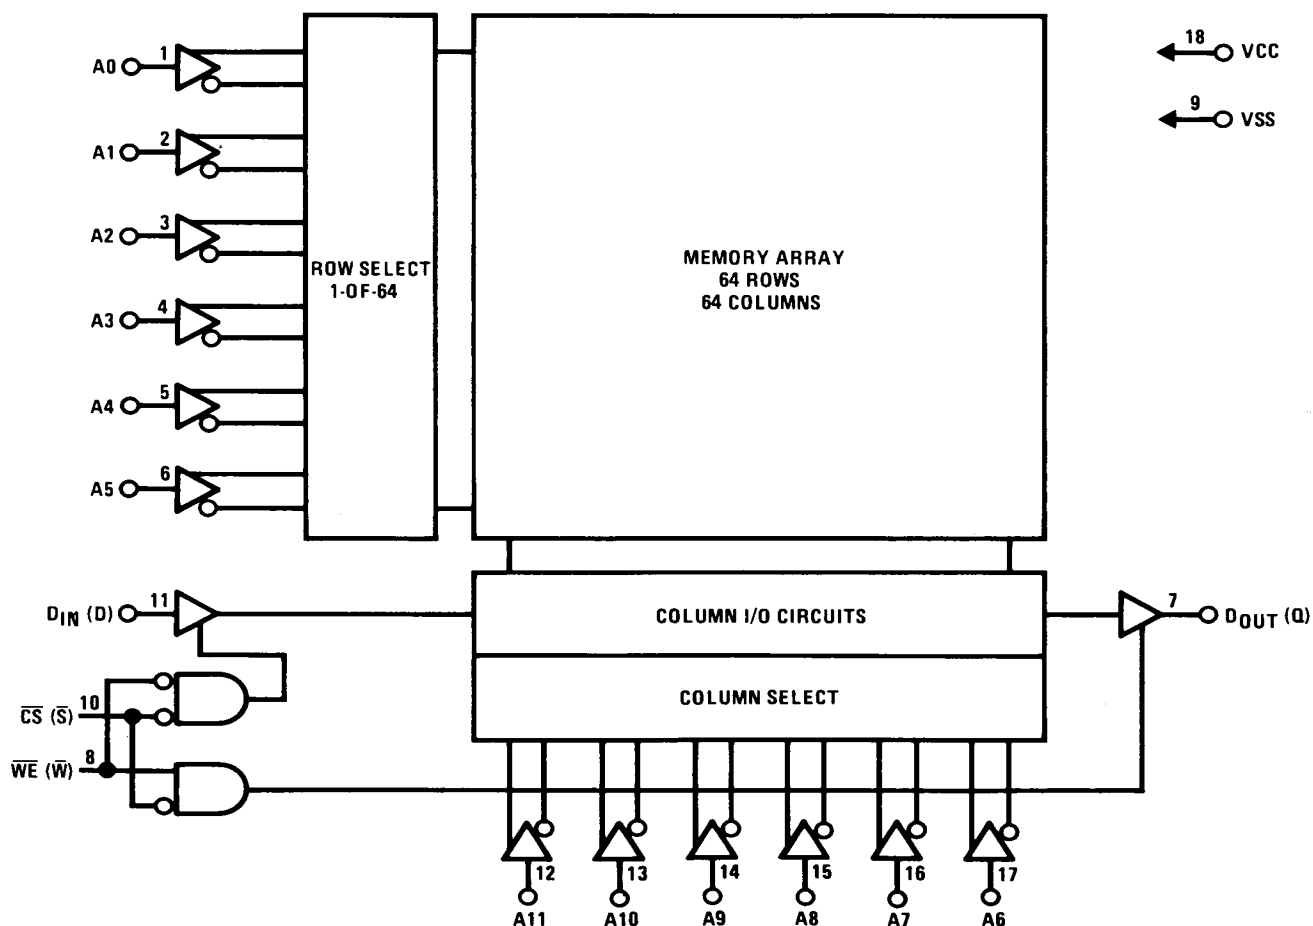 A0 1
18 VCC
9 VSS
A1 2
A2 3
A3 4
A4 5
A5 6
ROW SELECT
1-OF-64
MEMORY ARRAY
64 ROWS
64 COLUMNS
DIN (D) 11
COLUMN I/O CIRCUITS
7 DOUT (Q)
COLUMN SELECT
C̅S̅ (S̅) 10
W̅E̅ (W̅) 8
12 13 14 15 16 17
A11 A10 A9 A8 A7 A6